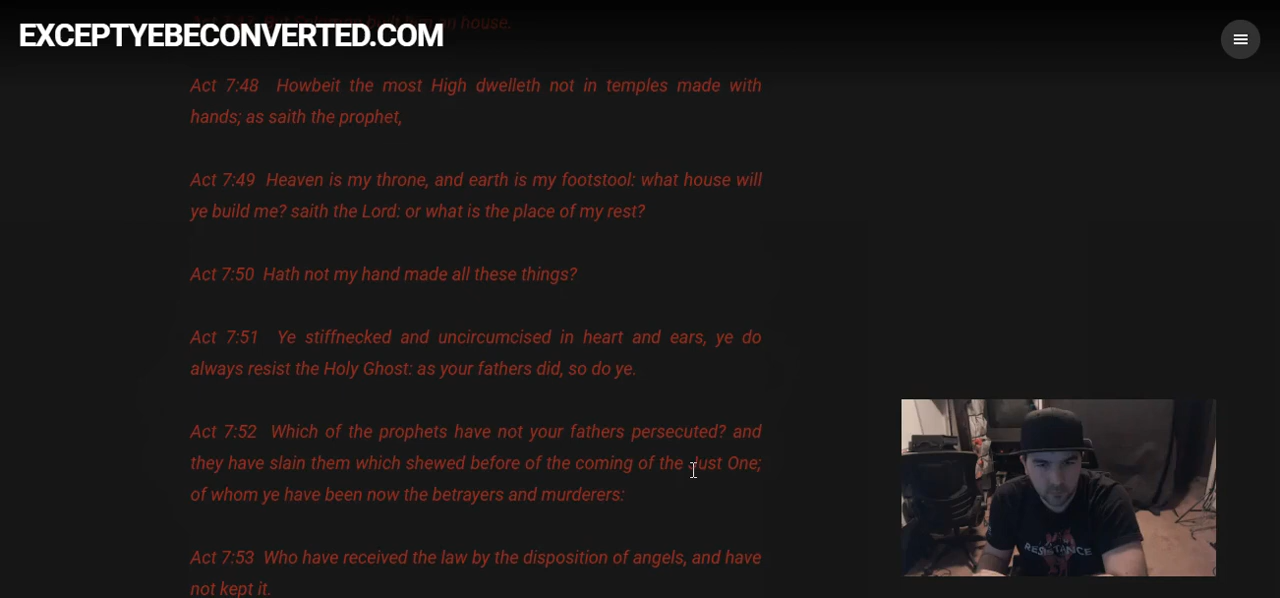 an house.
EXCEPTYEBECONVERTED.COM
Act 7:48 Howbeit the most High dwelleth not in temples made with
hands; as saith the prophet,
Act 7:49 Heaven is my throne, and earth is my footstool: what house will
ye build me? saith the Lord: or what is the place of my rest?
Act 7:50 Hath not my hand made all these things?
Act 7:51 Ye stiffnecked and uncircumcised in heart and ears, ye do
always resist the Holy Ghost: as your fathers did, so do ye.
Act 7:52 Which of the prophets have not your fathers persecuted? and
they have slain them which shewed before of the coming of the Just One;
of whom ye have been now the betrayers and murderers:
Act 7:53 Who have received the law by the disposition of angels, and have
not kept it.
RESISTANCE